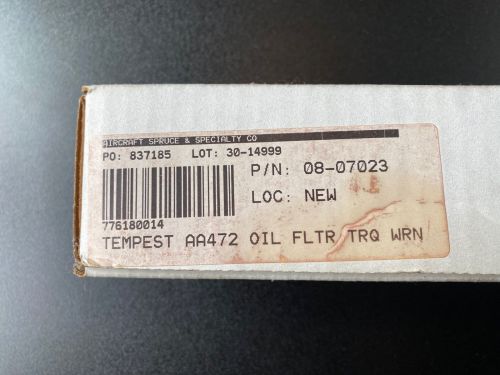 AIRCRAFT SPRUCE & SPECIALTY CO
PO: 837185 LOT: 30-14999
P/N: 08-07023
LOC: NEW
776180014
TEMPEST AA472 OIL FLTR TRQ WRN